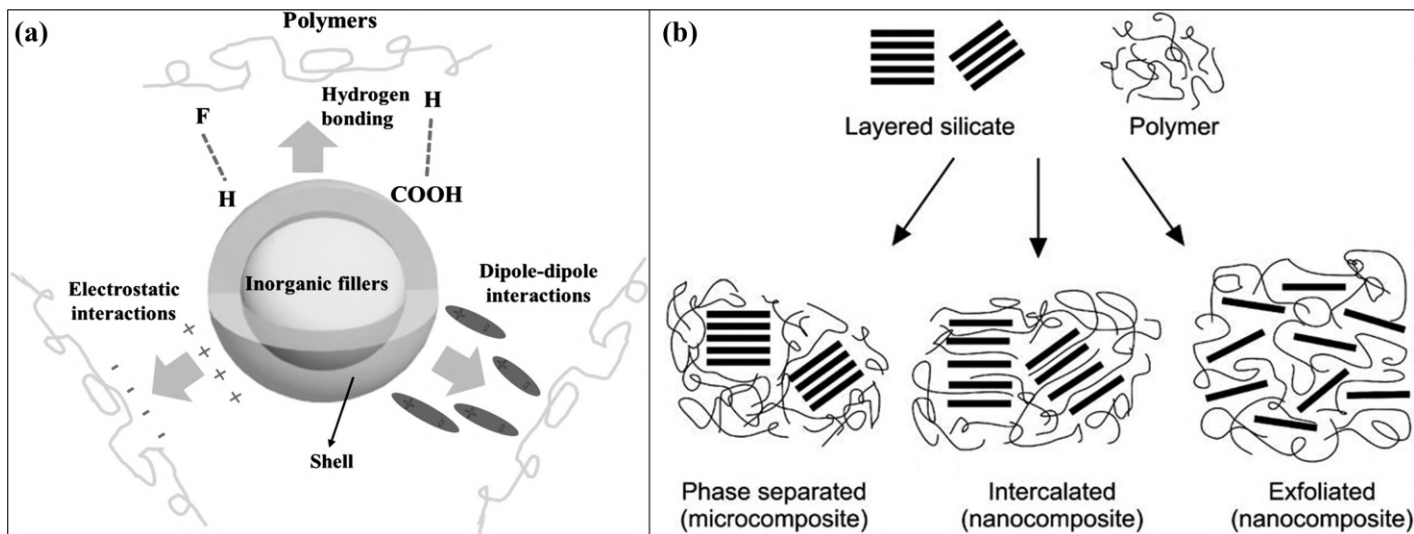 (a)
Polymers
Hydrogen
bonding
H
F
H
COOH
Inorganic fillers
Electrostatic
interactions
Dipole-dipole
interactions
+
+
+
+
+
-
-
-
-
-
Shell
(b)
Layered silicate
Polymer
Phase separated
(microcomposite)
Intercalated
(nanocomposite)
Exfoliated
(nanocomposite)